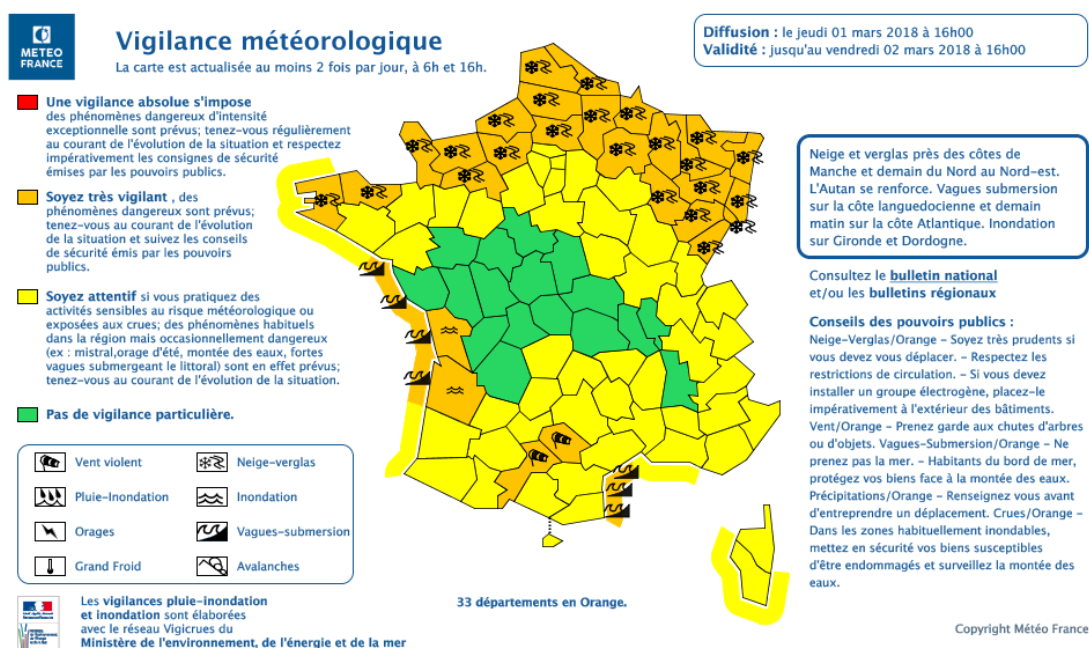 METEO
FRANCE
Vigilance météorologique
La carte est actualisée au moins 2 fois par jour, à 6h et 16h.
Diffusion : le jeudi 01 mars 2018 à 16h00
Validité : jusqu'au vendredi 02 mars 2018 à 16h00
Une vigilance absolue s'impose
des phénomènes dangereux d'intensité
exceptionnelle sont prévus; tenez-vous régulièrement
au courant de l'évolution de la situation et respectez
impérativement les consignes de sécurité
émises par les pouvoirs publics.
Soyez très vigilant , des
phénomènes dangereux sont prévus;
tenez-vous au courant de l'évolution
de la situation et suivez les conseils
de sécurité émis par les pouvoirs
publics.
Soyez attentif si vous pratiquez des
activités sensibles au risque météorologique ou
exposées aux crues; des phénomènes habituels
dans la région mais occasionnellement dangereux
(ex : mistral,orage d'été, montée des eaux, fortes
vagues submergeant le littoral) sont en effet prévus;
tenez-vous au courant de l'évolution de la situation.
Pas de vigilance particulière.
Vent violent
Neige-verglas
Pluie-Inondation
Inondation
Orages
Vagues-submersion
Grand Froid
Avalanches
Les vigilances pluie-inondation
et inondation sont élaborées
avec le réseau Vigicrues du
Ministère de l'environnement, de l'énergie et de la mer
33 départements en Orange.
Neige et verglas près des côtes de
Manche et demain du Nord au Nord-est.
L'Autan se renforce. Vagues submersion
sur la côte languedocienne et demain
matin sur la côte Atlantique. Inondation
sur Gironde et Dordogne.
Consultez le bulletin national
et/ou les bulletins régionaux
Conseils des pouvoirs publics :
Neige-Verglas/Orange - Soyez très prudents si
vous devez vous déplacer. - Respectez les
restrictions de circulation. - Si vous devez
installer un groupe électrogène, placez-le
impérativement à l'extérieur des bâtiments.
Vent/Orange - Prenez garde aux chutes d'arbres
ou d'objets. Vagues-Submersion/Orange - Ne
prenez pas la mer. - Habitants du bord de mer,
protégez vos biens face à la montée des eaux.
Précipitations/Orange - Renseignez vous avant
d'entreprendre un déplacement. Crues/Orange -
Dans les zones habituellement inondables,
mettez en sécurité vos biens susceptibles
d'être endommagés et surveillez la montée des
eaux.
Copyright Météo France